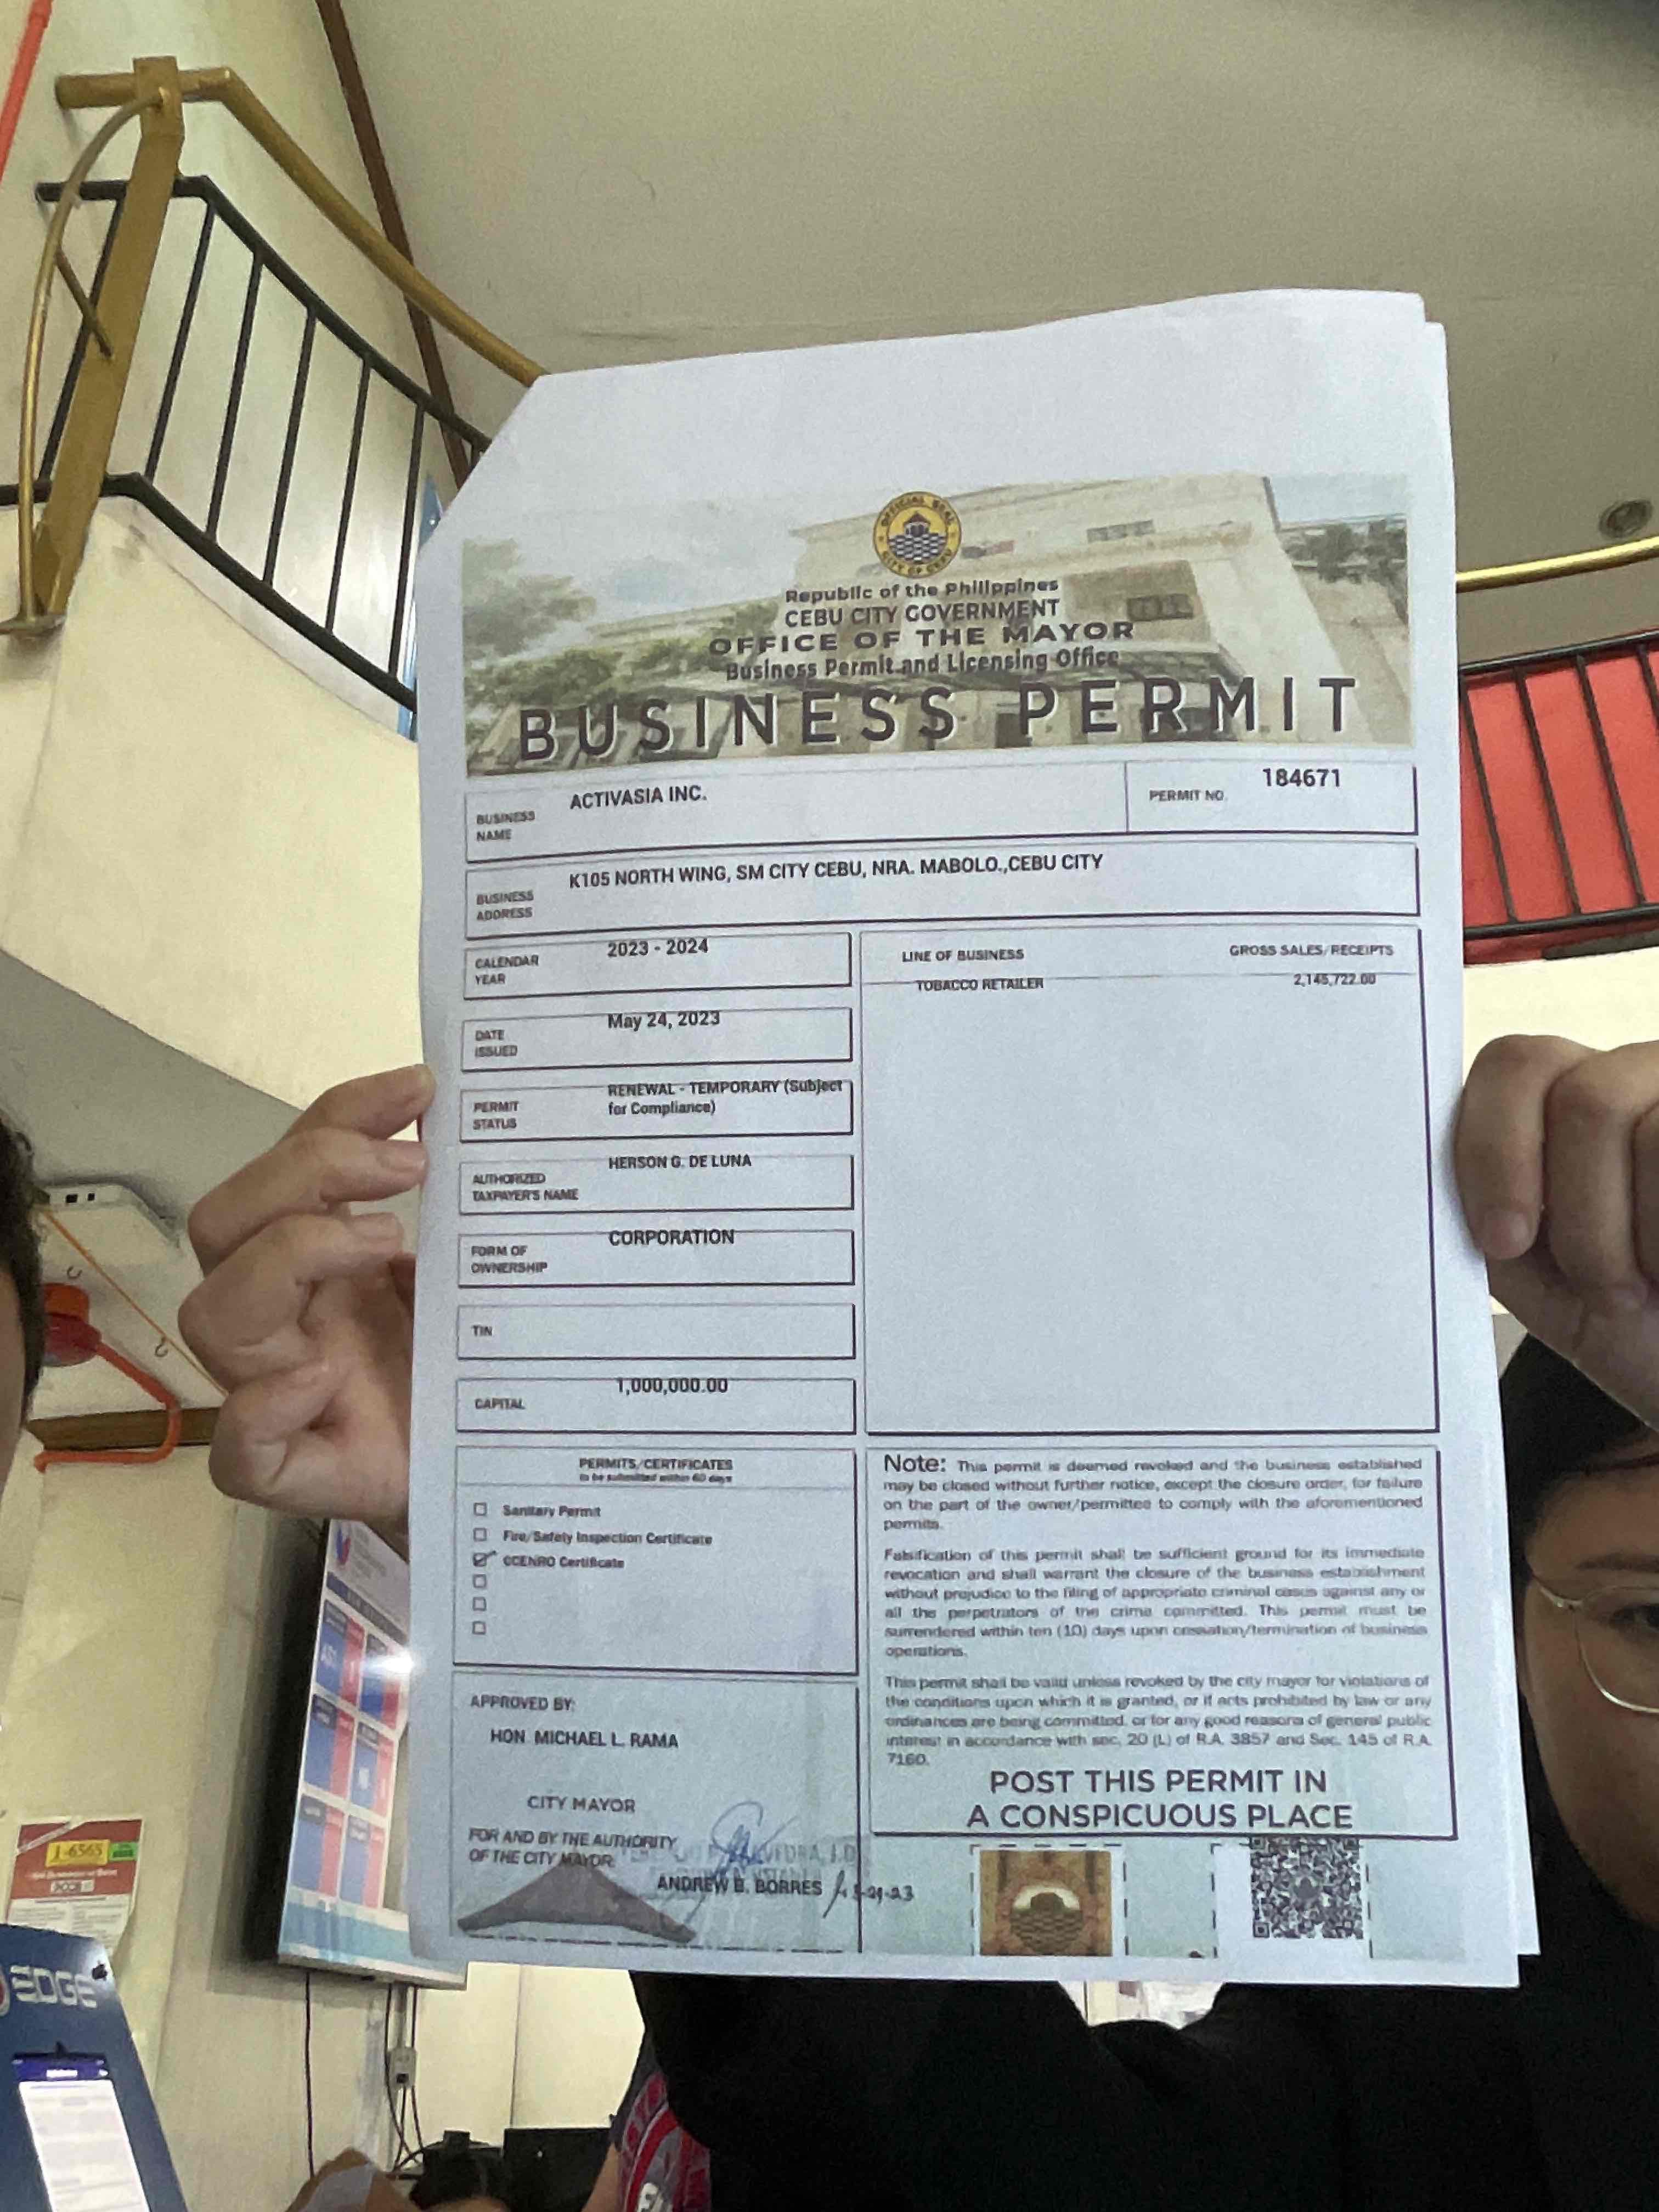 OFFICIAL SEAL
CITY OF CEBU
Republic of the Philippines
CEBU CITY GOVERNMENT
OFFICE OF THE MAYOR
Business Permit and Licensing Office
BUSINESS PERMIT
BUSINESS NAME ACTIVASIA INC.
PERMIT NO. 184671
BUSINESS ADDRESS K105 NORTH WING, SM CITY CEBU, NRA. MABOLO.,CEBU CITY
CALENDAR YEAR 2023 - 2024
DATE ISSUED May 24, 2023
PERMIT STATUS RENEWAL - TEMPORARY (Subject
for Compliance)
AUTHORIZED TAXPAYER'S NAME HERSON G. DE LUNA
FORM OF OWNERSHIP CORPORATION
TIN
CAPITAL 1,000,000.00
LINE OF BUSINESS GROSS SALES/RECEIPTS
TOBACCO RETAILER 2,145,722.00
PERMITS/CERTIFICATES
to be submitted within 60 days
Sanitary Permit
Fire/Safety Inspection Certificate
CCENRO Certificate
Note: This permit is deemed revoked and the business established
may be closed without further notice, except the closure order, for failure
on the part of the owner/permittee to comply with the aforementioned
permits.
Falsification of this permit shall be sufficient ground for its immediate
revocation and shall warrant the closure of the business establishment
without prejudice to the filing of appropriate criminal cases against any or
all the perpetrators of the crime committed. This permit must be
surrendered within ten (10) days upon cessation/termination of business
operations.
This permit shall be valid unless revoked by the city mayor for violations of
the conditions upon which it is granted, or if acts prohibited by law or any
ordinances are being committed, or for any good reasons of general public
interest in accordance with sec. 20 (L) of R.A. 3857 and Sec. 145 of R.A.
7160.
POST THIS PERMIT IN
A CONSPICUOUS PLACE
APPROVED BY:
HON. MICHAEL L. RAMA
CITY MAYOR
FOR AND BY THE AUTHORITY
OF THE CITY MAYOR:
ANDREW B. BORRES
EDGE